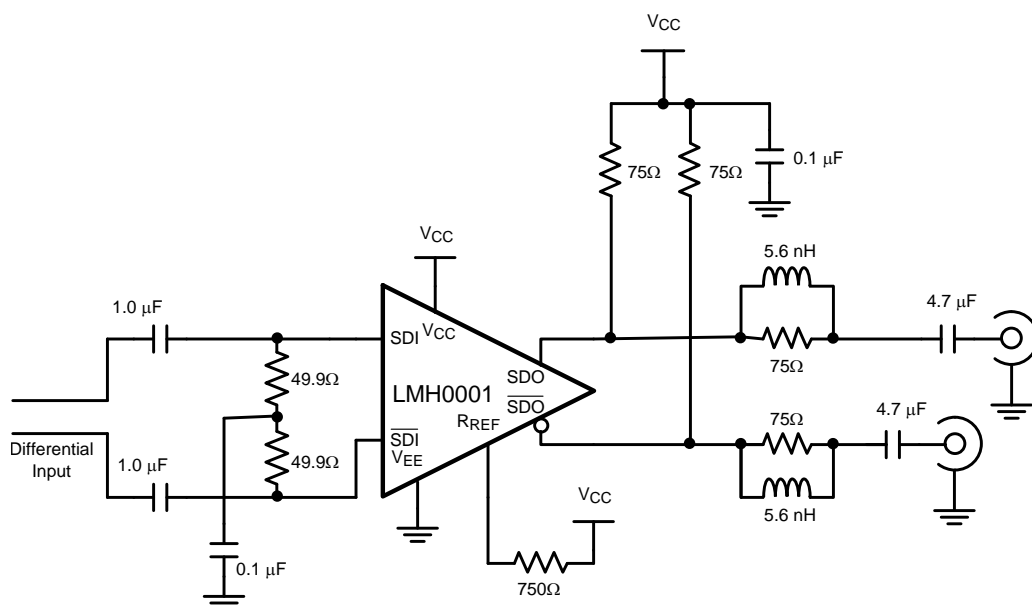 VCC
75Ω
75Ω
0.1 µF
VCC
5.6 nH
1.0 µF
4.7 µF
VCC
SDI
49.9Ω
SDO
75Ω
LMH0001
SDO
RREF
75Ω
4.7 µF
Differential
Input
SDI
VEE
1.0 µF
49.9Ω
VCC
5.6 nH
0.1 µF
750Ω